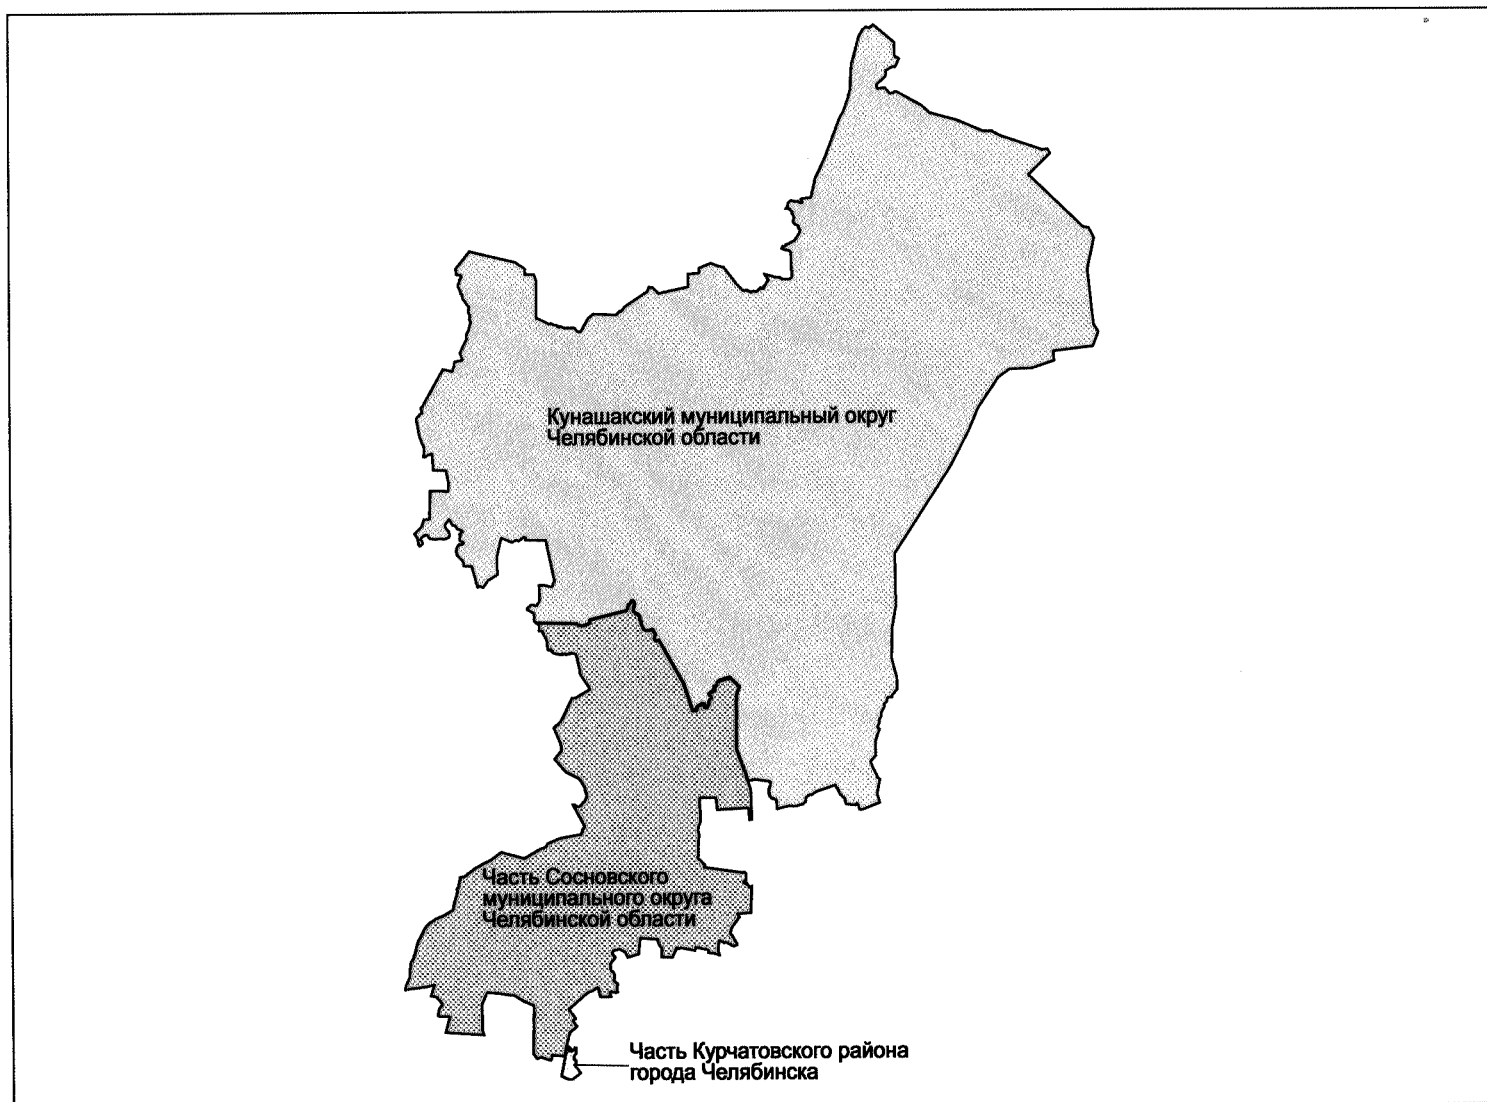 Кунашакский муниципальный округ
Челябинской области
Часть Сосновского
муниципального округа
Челябинской области
Часть Курчатовского района
города Челябинска